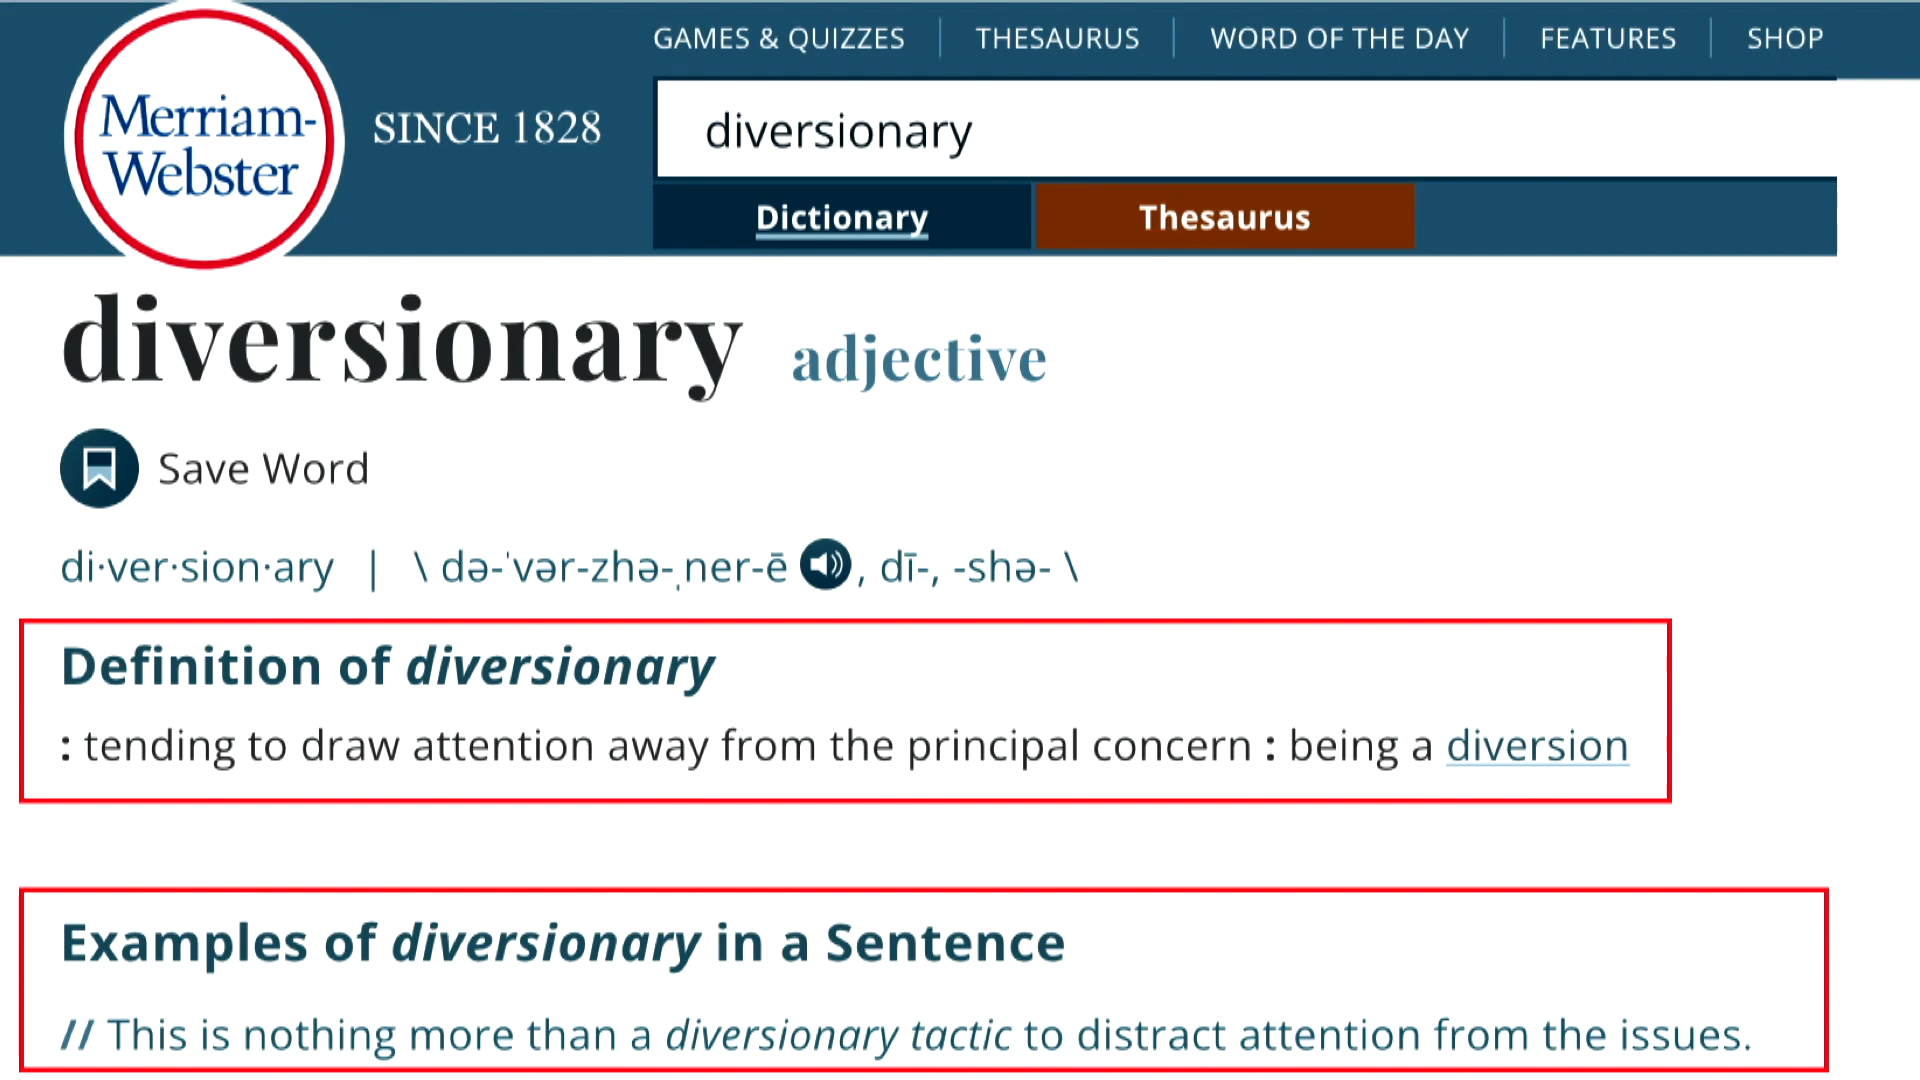 GAMES & QUIZZES THESAURUS WORD OF THE DAY FEATURES SHOP
Merriam-
Webster
SINCE 1828
diversionary
Dictionary Thesaurus
diversionary adjective
Save Word
di·ver·sion·ary | \ də-ˈvər-zhə-ˌner-ē , dī-, -shə- \
Definition of diversionary
: tending to draw attention away from the principal concern : being a diversion
Examples of diversionary in a Sentence
// This is nothing more than a diversionary tactic to distract attention from the issues.